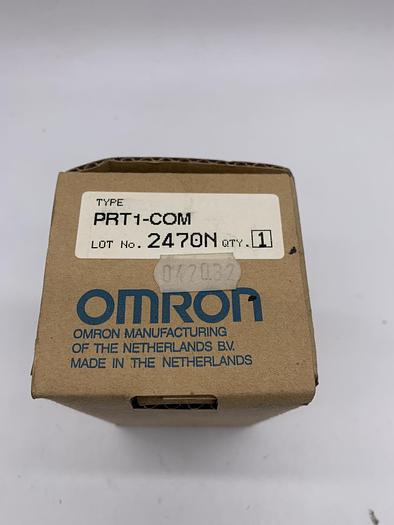 TYPE
PRT1-COM
LOT No. 2470N QTY. 1
042032
OMRON
OMRON MANUFACTURING
OF THE NETHERLANDS B.V.
MADE IN THE NETHERLANDS